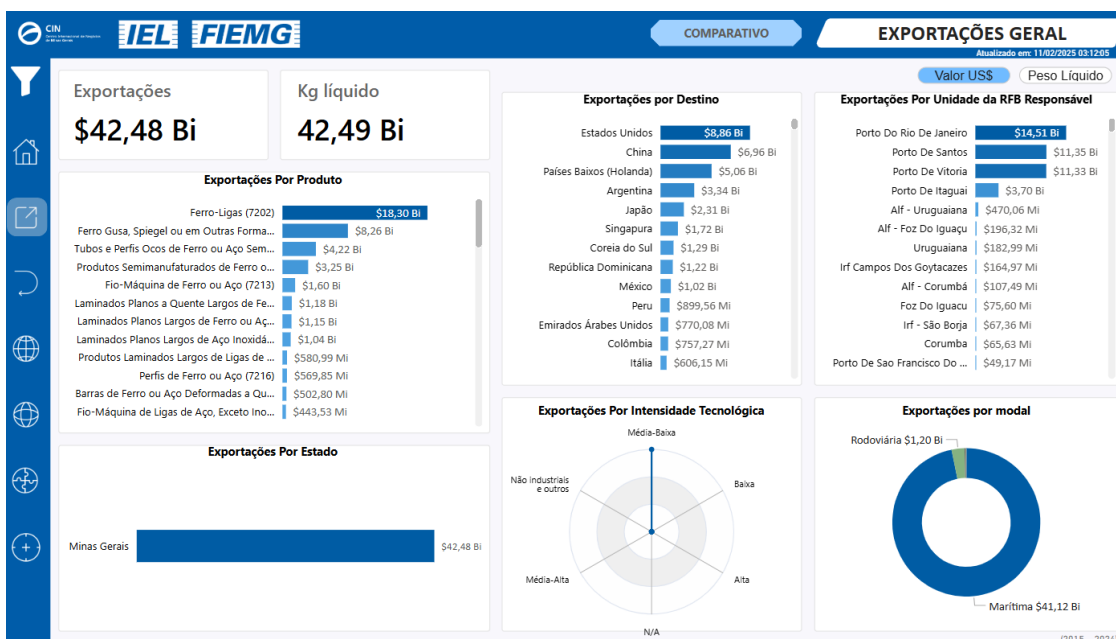 CIN
IEL
FIEMG
COMPARATIVO
EXPORTAÇÕES GERAL
Atualizado em: 11/02/2025 03:12:05
Valor US$
Peso Líquido
Exportações
$42,48 Bi
Kg líquido
42,49 Bi
Exportações Por Produto
Ferro-Ligas (7202) $18,30 Bi
Ferro Gusa, Spiegel ou em Outras Forma... $8,26 Bi
Tubos e Perfis Ocos de Ferro ou Aço Sem... $4,22 Bi
Produtos Semimanufaturados de Ferro o... $3,25 Bi
Fio-Máquina de Ferro ou Aço (7213) $1,60 Bi
Laminados Planos a Quente Largos de Fe... $1,18 Bi
Laminados Planos Largos de Ferro ou Aç... $1,15 Bi
Laminados Planos Largos de Aço Inoxidá... $1,04 Bi
Produtos Laminados Largos de Ligas de ... $580,99 Mi
Perfis de Ferro ou Aço (7216) $569,85 Mi
Barras de Ferro ou Aço Deformadas a Qu... $502,80 Mi
Fio-Máquina de Ligas de Aço, Exceto Ino... $443,53 Mi
Exportações Por Estado
Minas Gerais $42,48 Bi
Exportações por Destino
Estados Unidos $8,86 Bi
China $6,96 Bi
Países Baixos (Holanda) $5,06 Bi
Argentina $3,34 Bi
Japão $2,31 Bi
Singapura $1,72 Bi
Coreia do Sul $1,29 Bi
República Dominicana $1,22 Bi
México $1,02 Bi
Peru $899,56 Mi
Emirados Árabes Unidos $770,08 Mi
Colômbia $757,27 Mi
Itália $606,15 Mi
Exportações Por Unidade da RFB Responsável
Porto Do Rio De Janeiro $14,51 Bi
Porto De Santos $11,35 Bi
Porto De Vitoria $11,33 Bi
Porto De Itaguai $3,70 Bi
Alf - Uruguaiana $470,06 Mi
Alf - Foz Do Iguaçu $196,32 Mi
Uruguaiana $182,99 Mi
Irf Campos Dos Goytacazes $164,97 Mi
Alf - Corumbá $107,49 Mi
Foz Do Iguacu $75,60 Mi
Irf - São Borja $67,36 Mi
Corumba $65,63 Mi
Porto De Sao Francisco Do ... $49,17 Mi
Exportações Por Intensidade Tecnológica
Média-Baixa
Não industriais
e outros
Baixa
Média-Alta
Alta
N/A
Exportações por modal
Rodoviária $1,20 Bi
Marítima $41,12 Bi